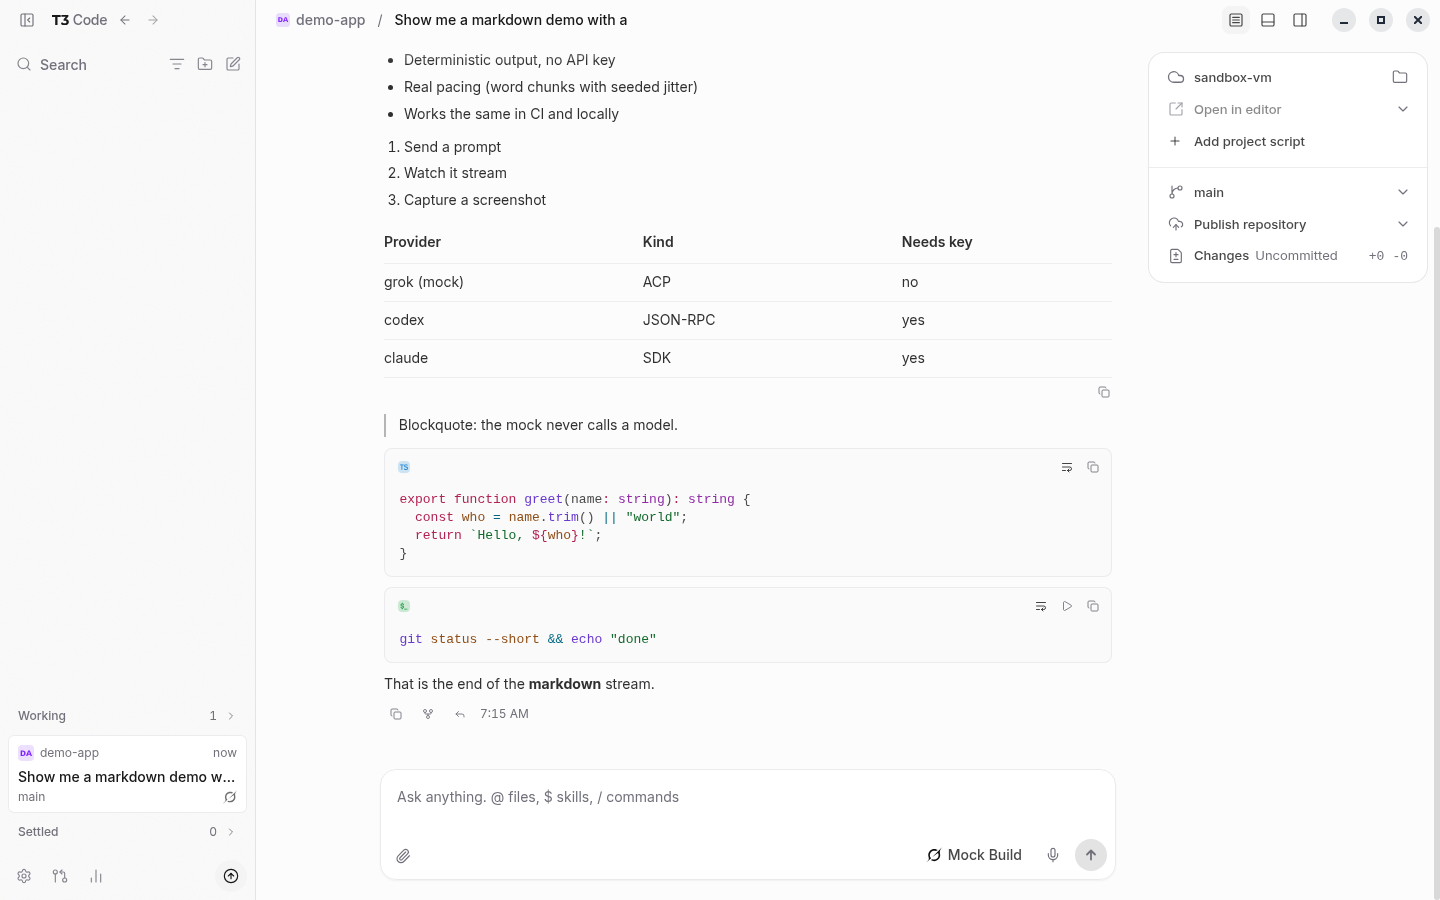 T3 Code
Search
Working 1
DA demo-app now
Show me a markdown demo w...
main
Settled 0
DA demo-app / Show me a markdown demo with a
• Deterministic output, no API key
• Real pacing (word chunks with seeded jitter)
• Works the same in CI and locally
1. Send a prompt
2. Watch it stream
3. Capture a screenshot
Provider Kind Needs key
grok (mock) ACP no
codex JSON-RPC yes
claude SDK yes
Blockquote: the mock never calls a model.
TS
export function greet(name: string): string {
  const who = name.trim() || "world";
  return `Hello, ${who}!`;
}
$_
git status --short && echo "done"
That is the end of the markdown stream.
7:15 AM
Ask anything. @ files, $ skills, / commands
Mock Build
sandbox-vm
Open in editor
Add project script
main
Publish repository
Changes Uncommitted +0 -0